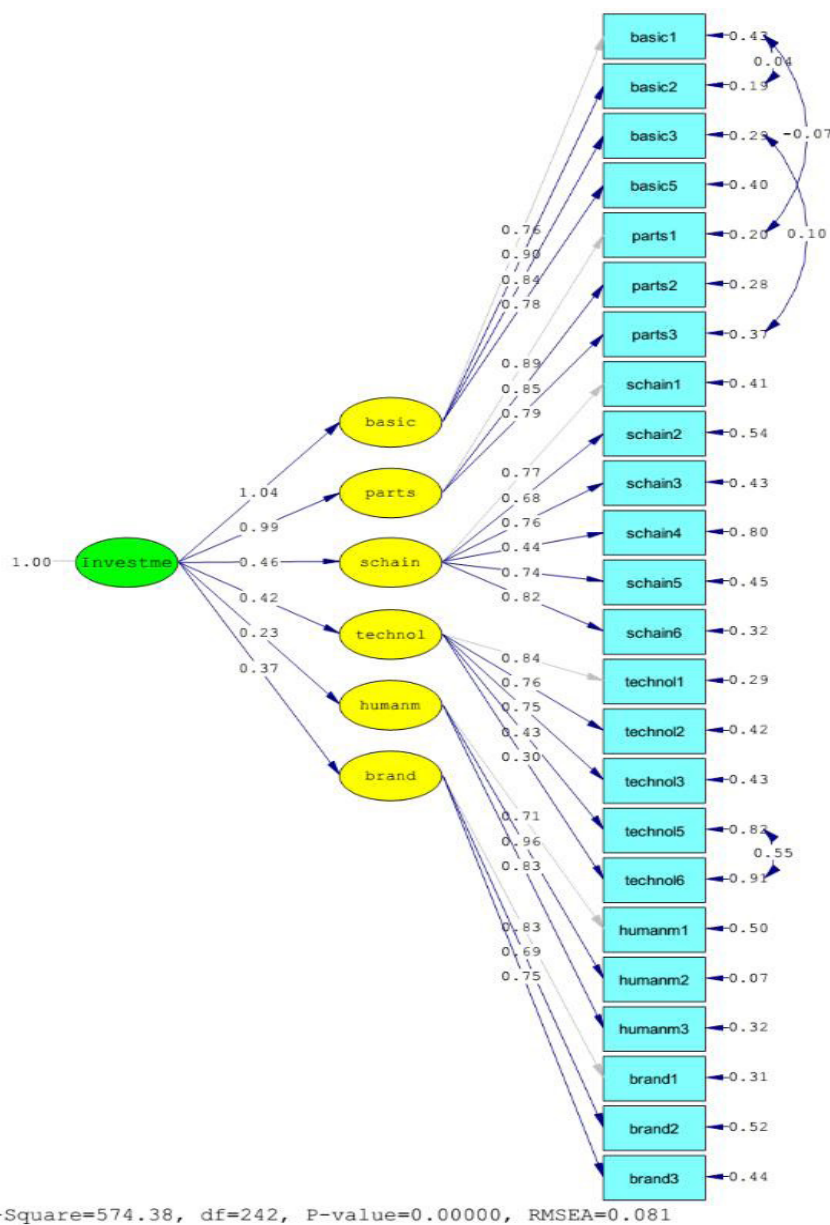 basic1
0.43
0.04
basic2
0.19
basic3
0.29
-0.07
basic5
0.40
0.76
parts1
0.20
0.10
0.90
0.84
parts2
0.28
0.78
parts3
0.37
0.89
schain1
0.41
0.85
0.79
basic
schain2
0.54
0.77
schain3
0.43
1.04
parts
0.68
0.99
0.76
schain4
0.80
0.44
1.00
Investme
0.46
schain
0.74
schain5
0.45
0.82
0.42
0.23
technol
schain6
0.32
0.37
0.84
technol1
0.29
0.76
humanm
0.75
technol2
0.42
0.43
0.30
brand
technol3
0.43
0.71
technol5
0.82
0.96
0.55
0.83
technol6
0.91
0.83
humanm1
0.50
0.69
0.75
humanm2
0.07
humanm3
0.32
brand1
0.31
brand2
0.52
brand3
0.44
-Square=574.38, df=242, P-value=0.00000, RMSEA=0.081